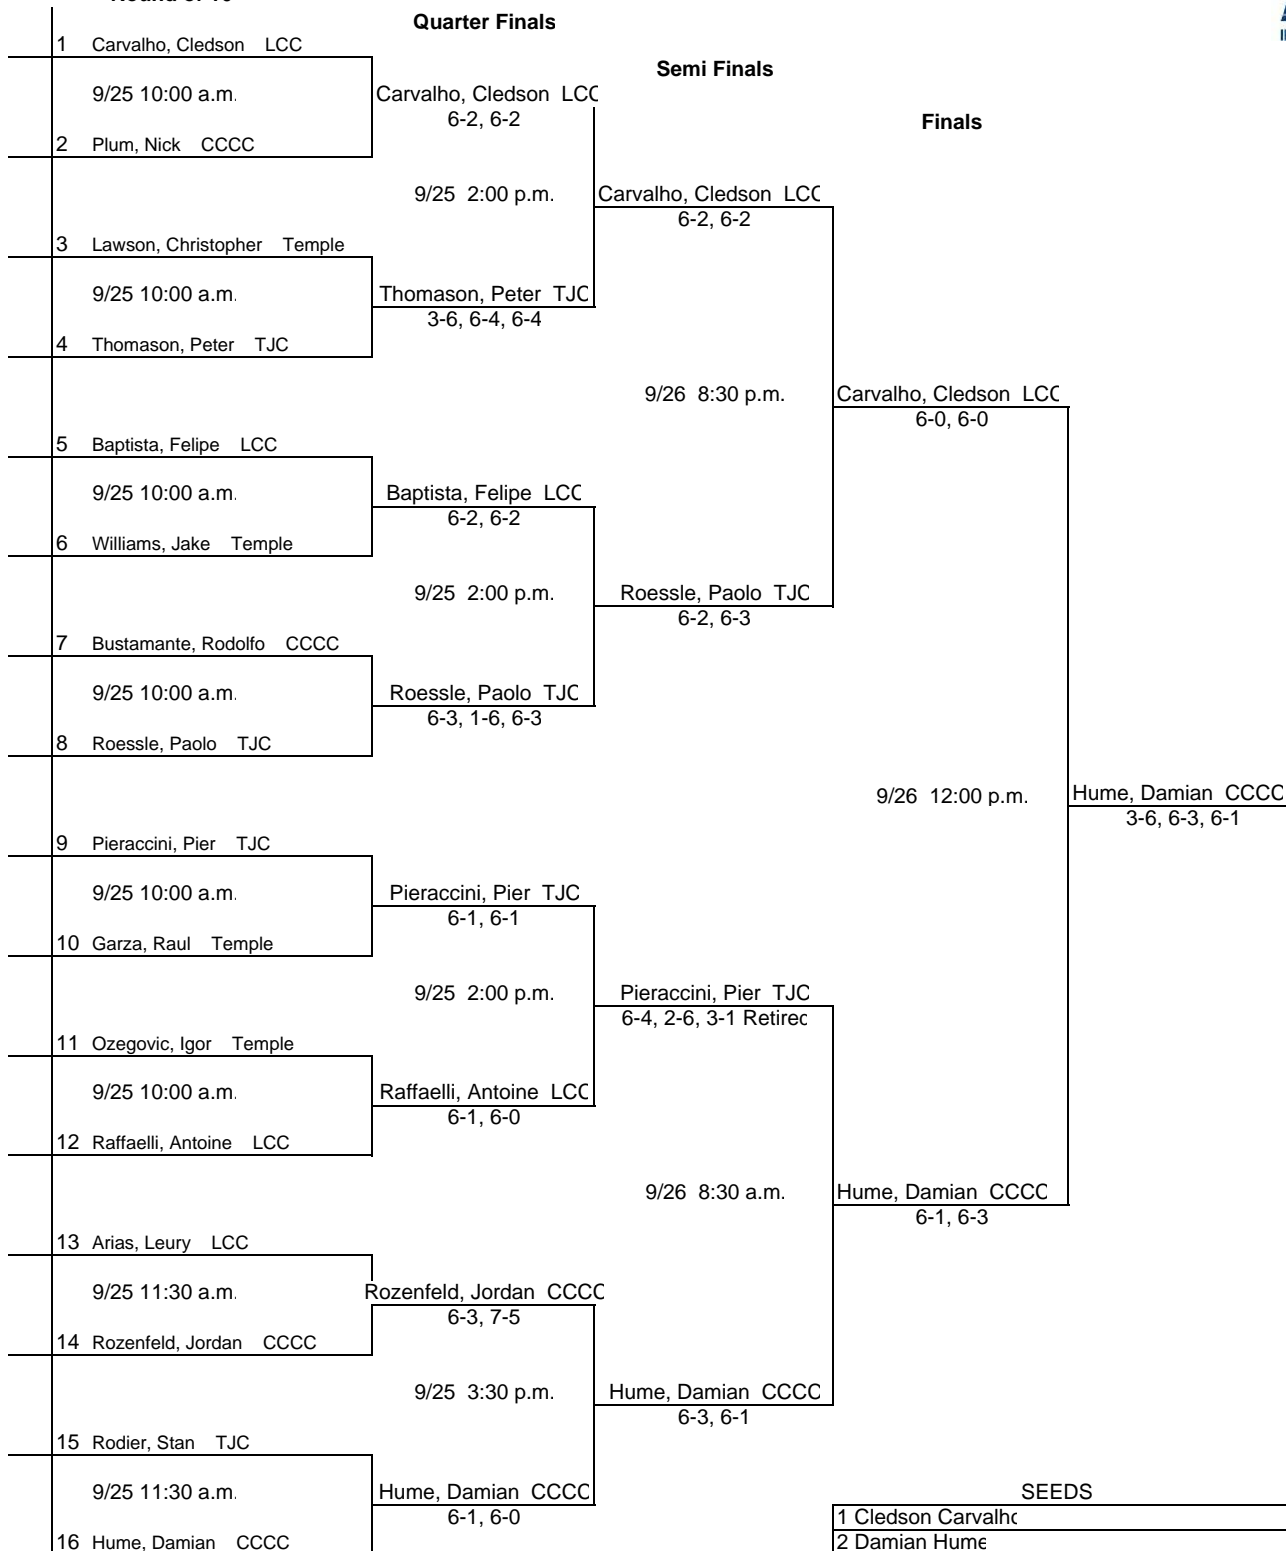 Quarter Finals
1 Carvalho, Cledson LCC
Semi Finals
9/25 10:00 a.m.
Carvalho, Cledson LCC
6-2, 6-2
Finals
2 Plum, Nick CCCC
9/25 2:00 p.m.
Carvalho, Cledson LCC
6-2, 6-2
3 Lawson, Christopher Temple
9/25 10:00 a.m.
Thomason, Peter TJC
3-6, 6-4, 6-4
4 Thomason, Peter TJC
9/26 8:30 p.m.
Carvalho, Cledson LCC
6-0, 6-0
5 Baptista, Felipe LCC
9/25 10:00 a.m.
Baptista, Felipe LCC
6-2, 6-2
6 Williams, Jake Temple
9/25 2:00 p.m.
Roessle, Paolo TJC
6-2, 6-3
7 Bustamante, Rodolfo CCCC
9/25 10:00 a.m.
Roessle, Paolo TJC
6-3, 1-6, 6-3
8 Roessle, Paolo TJC
9/26 12:00 p.m.
Hume, Damian CCCC
3-6, 6-3, 6-1
9 Pieraccini, Pier TJC
9/25 10:00 a.m.
Pieraccini, Pier TJC
6-1, 6-1
10 Garza, Raul Temple
9/25 2:00 p.m.
Pieraccini, Pier TJC
6-4, 2-6, 3-1 Retired
11 Ozegovic, Igor Temple
9/25 10:00 a.m.
Raffaelli, Antoine LCC
6-1, 6-0
12 Raffaelli, Antoine LCC
9/26 8:30 a.m.
Hume, Damian CCCC
6-1, 6-3
13 Arias, Leury LCC
9/25 11:30 a.m.
Rozenfeld, Jordan CCCC
6-3, 7-5
14 Rozenfeld, Jordan CCCC
9/25 3:30 p.m.
Hume, Damian CCCC
6-3, 6-1
15 Rodier, Stan TJC
9/25 11:30 a.m.
Hume, Damian CCCC
6-1, 6-0
16 Hume, Damian CCCC
SEEDS
1 Cledson Carvalho
2 Damian Hume